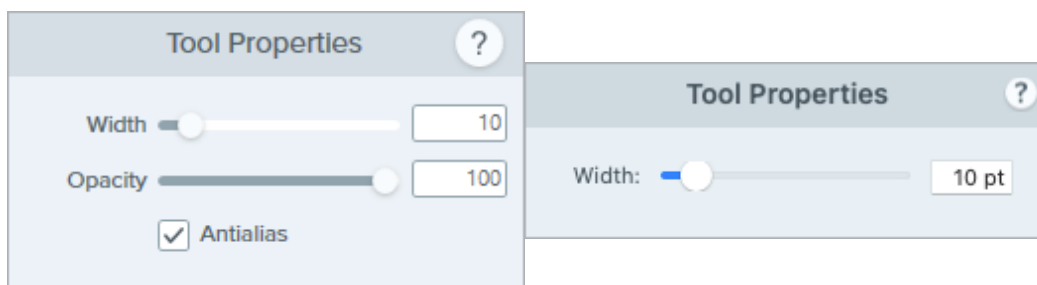 Tool Properties ?
Width 10
Opacity 100
Antialias
Tool Properties ?
Width: 10 pt